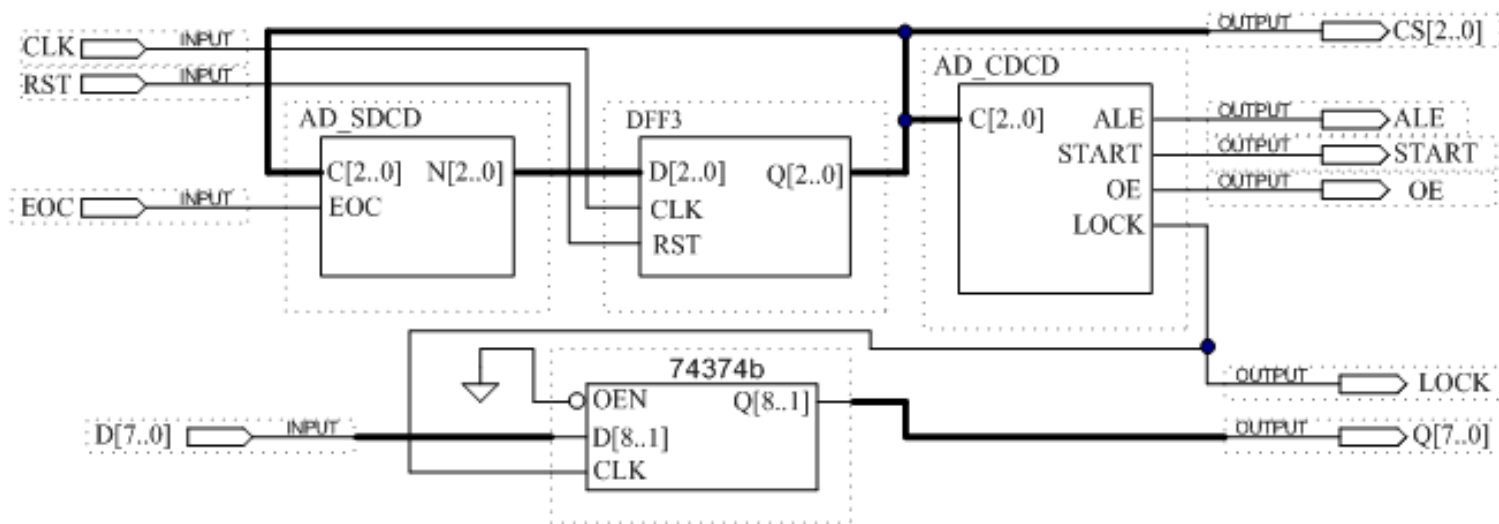 CLK INPUT
RST INPUT
EOC INPUT
AD_SDCD
C[2..0] N[2..0]
EOC
DFF3
D[2..0] Q[2..0]
CLK
RST
AD_CDCD
C[2..0] ALE
START
OE
LOCK
OUTPUT CS[2..0]
OUTPUT ALE
OUTPUT START
OUTPUT OE
74374b
OEN Q[8..1]
D[8..1]
CLK
D[7..0] INPUT
OUTPUT LOCK
OUTPUT Q[7..0]